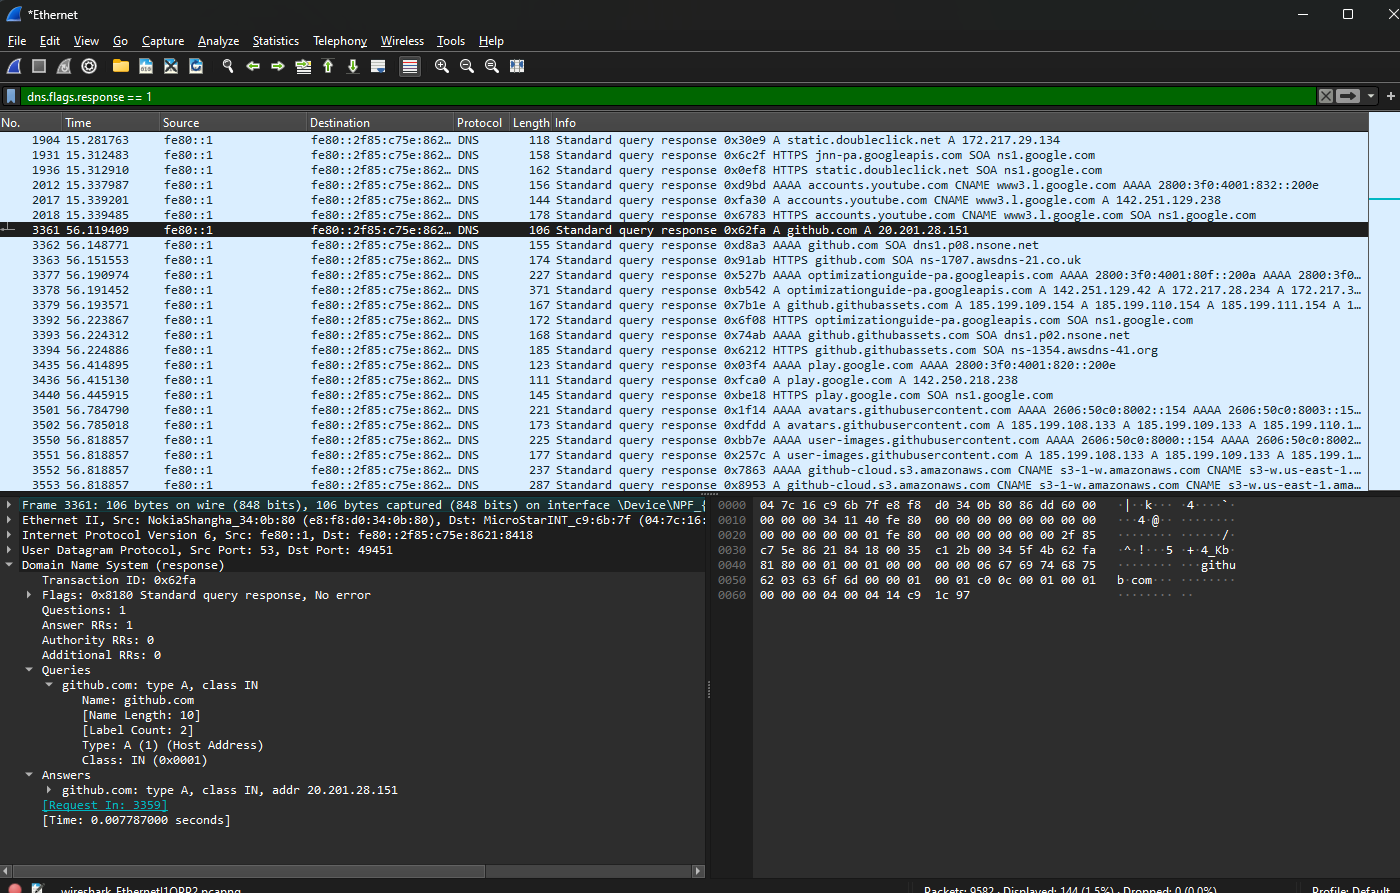 *Ethernet
File Edit View Go Capture Analyze Statistics Telephony Wireless Tools Help
dns.flags.response == 1
No. Time Source Destination Protocol Length Info
1904 15.281763 fe80::1 fe80::2f85:c75e:862… DNS 118 Standard query response 0x30e9 A static.doubleclick.net A 172.217.29.134
1931 15.312483 fe80::1 fe80::2f85:c75e:862… DNS 158 Standard query response 0x6c2f HTTPS jnn-pa.googleapis.com SOA ns1.google.com
1936 15.312910 fe80::1 fe80::2f85:c75e:862… DNS 162 Standard query response 0x0ef8 HTTPS static.doubleclick.net SOA ns1.google.com
2012 15.337987 fe80::1 fe80::2f85:c75e:862… DNS 156 Standard query response 0xd9bd AAAA accounts.youtube.com CNAME www3.l.google.com AAAA 2800:3f0:4001:832::200e
2017 15.339201 fe80::1 fe80::2f85:c75e:862… DNS 144 Standard query response 0xfa30 A accounts.youtube.com CNAME www3.l.google.com A 142.251.129.238
2018 15.339485 fe80::1 fe80::2f85:c75e:862… DNS 178 Standard query response 0x6783 HTTPS accounts.youtube.com CNAME www3.l.google.com SOA ns1.google.com
3361 56.119409 fe80::1 fe80::2f85:c75e:862… DNS 106 Standard query response 0x62fa A github.com A 20.201.28.151
3362 56.148771 fe80::1 fe80::2f85:c75e:862… DNS 155 Standard query response 0xd8a3 AAAA github.com SOA dns1.p08.nsone.net
3363 56.151553 fe80::1 fe80::2f85:c75e:862… DNS 174 Standard query response 0x91ab HTTPS github.com SOA ns-1707.awsdns-21.co.uk
3377 56.190974 fe80::1 fe80::2f85:c75e:862… DNS 227 Standard query response 0x527b AAAA optimizationguide-pa.googleapis.com AAAA 2800:3f0:4001:80f::200a AAAA 2800:3f0…
3378 56.191452 fe80::1 fe80::2f85:c75e:862… DNS 371 Standard query response 0xb542 A optimizationguide-pa.googleapis.com A 142.251.129.42 A 172.217.28.234 A 172.217.3…
3379 56.193571 fe80::1 fe80::2f85:c75e:862… DNS 167 Standard query response 0x7b1e A github.githubassets.com A 185.199.109.154 A 185.199.110.154 A 185.199.111.154 A 1…
3392 56.223867 fe80::1 fe80::2f85:c75e:862… DNS 172 Standard query response 0x6f08 HTTPS optimizationguide-pa.googleapis.com SOA ns1.google.com
3393 56.224312 fe80::1 fe80::2f85:c75e:862… DNS 168 Standard query response 0x74ab AAAA github.githubassets.com SOA dns1.p02.nsone.net
3394 56.224886 fe80::1 fe80::2f85:c75e:862… DNS 185 Standard query response 0x6212 HTTPS github.githubassets.com SOA ns-1354.awsdns-41.org
3435 56.414895 fe80::1 fe80::2f85:c75e:862… DNS 123 Standard query response 0x03f4 AAAA play.google.com AAAA 2800:3f0:4001:820::200e
3436 56.415130 fe80::1 fe80::2f85:c75e:862… DNS 111 Standard query response 0xfca0 A play.google.com A 142.250.218.238
3440 56.445915 fe80::1 fe80::2f85:c75e:862… DNS 145 Standard query response 0xbe18 HTTPS play.google.com SOA ns1.google.com
3501 56.784790 fe80::1 fe80::2f85:c75e:862… DNS 221 Standard query response 0x1f14 AAAA avatars.githubusercontent.com AAAA 2606:50c0:8002::154 AAAA 2606:50c0:8003::15…
3502 56.785018 fe80::1 fe80::2f85:c75e:862… DNS 173 Standard query response 0xdfdd A avatars.githubusercontent.com A 185.199.108.133 A 185.199.109.133 A 185.199.110.1…
3550 56.818857 fe80::1 fe80::2f85:c75e:862… DNS 225 Standard query response 0xbb7e AAAA user-images.githubusercontent.com AAAA 2606:50c0:8000::154 AAAA 2606:50c0:8002…
3551 56.818857 fe80::1 fe80::2f85:c75e:862… DNS 177 Standard query response 0x257c A user-images.githubusercontent.com A 185.199.108.133 A 185.199.109.133 A 185.199.1…
3552 56.818857 fe80::1 fe80::2f85:c75e:862… DNS 237 Standard query response 0x7863 AAAA github-cloud.s3.amazonaws.com CNAME s3-1-w.amazonaws.com CNAME s3-w.us-east-1.…
3553 56.818857 fe80::1 fe80::2f85:c75e:862… DNS 287 Standard query response 0x8953 A github-cloud.s3.amazonaws.com CNAME s3-1-w.amazonaws.com CNAME s3-w.us-east-1.ama…
Frame 3361: 106 bytes on wire (848 bits), 106 bytes captured (848 bits) on interface \Device\NPF_{
Ethernet II, Src: NokiaShangha_34:0b:80 (e8:f8:d0:34:0b:80), Dst: MicroStarINT_c9:6b:7f (04:7c:16:
Internet Protocol Version 6, Src: fe80::1, Dst: fe80::2f85:c75e:8621:8418
User Datagram Protocol, Src Port: 53, Dst Port: 49451
Domain Name System (response)
Transaction ID: 0x62fa
Flags: 0x8180 Standard query response, No error
Questions: 1
Answer RRs: 1
Authority RRs: 0
Additional RRs: 0
Queries
github.com: type A, class IN
Name: github.com
[Name Length: 10]
[Label Count: 2]
Type: A (1) (Host Address)
Class: IN (0x0001)
Answers
github.com: type A, class IN, addr 20.201.28.151
[Request In: 3359]
[Time: 0.007787000 seconds]
0000 04 7c 16 c9 6b 7f e8 f8 d0 34 0b 80 86 dd 60 00 ·|··k··· ·4····`·
0010 00 00 00 34 11 40 fe 80 00 00 00 00 00 00 00 00 ···4·@·· ········
0020 00 00 00 00 00 01 fe 80 00 00 00 00 00 00 2f 85 ········ ······/·
0030 c7 5e 86 21 84 18 00 35 c1 2b 00 34 5f 4b 62 fa ·^·!···5 ·+·4_Kb·
0040 81 80 00 01 00 01 00 00 00 00 06 67 69 74 68 75 ········ ···githu
0050 62 03 63 6f 6d 00 00 01 00 01 c0 0c 00 01 00 01 b·com··· ········
0060 00 00 00 04 00 04 14 c9 1c 97 ········ ··
wireshark_Ethernet1JQRP2.pcapng Packets: 9582 · Displayed: 144 (1.5%) · Dropped: 0 (0.0%) Profile: Default